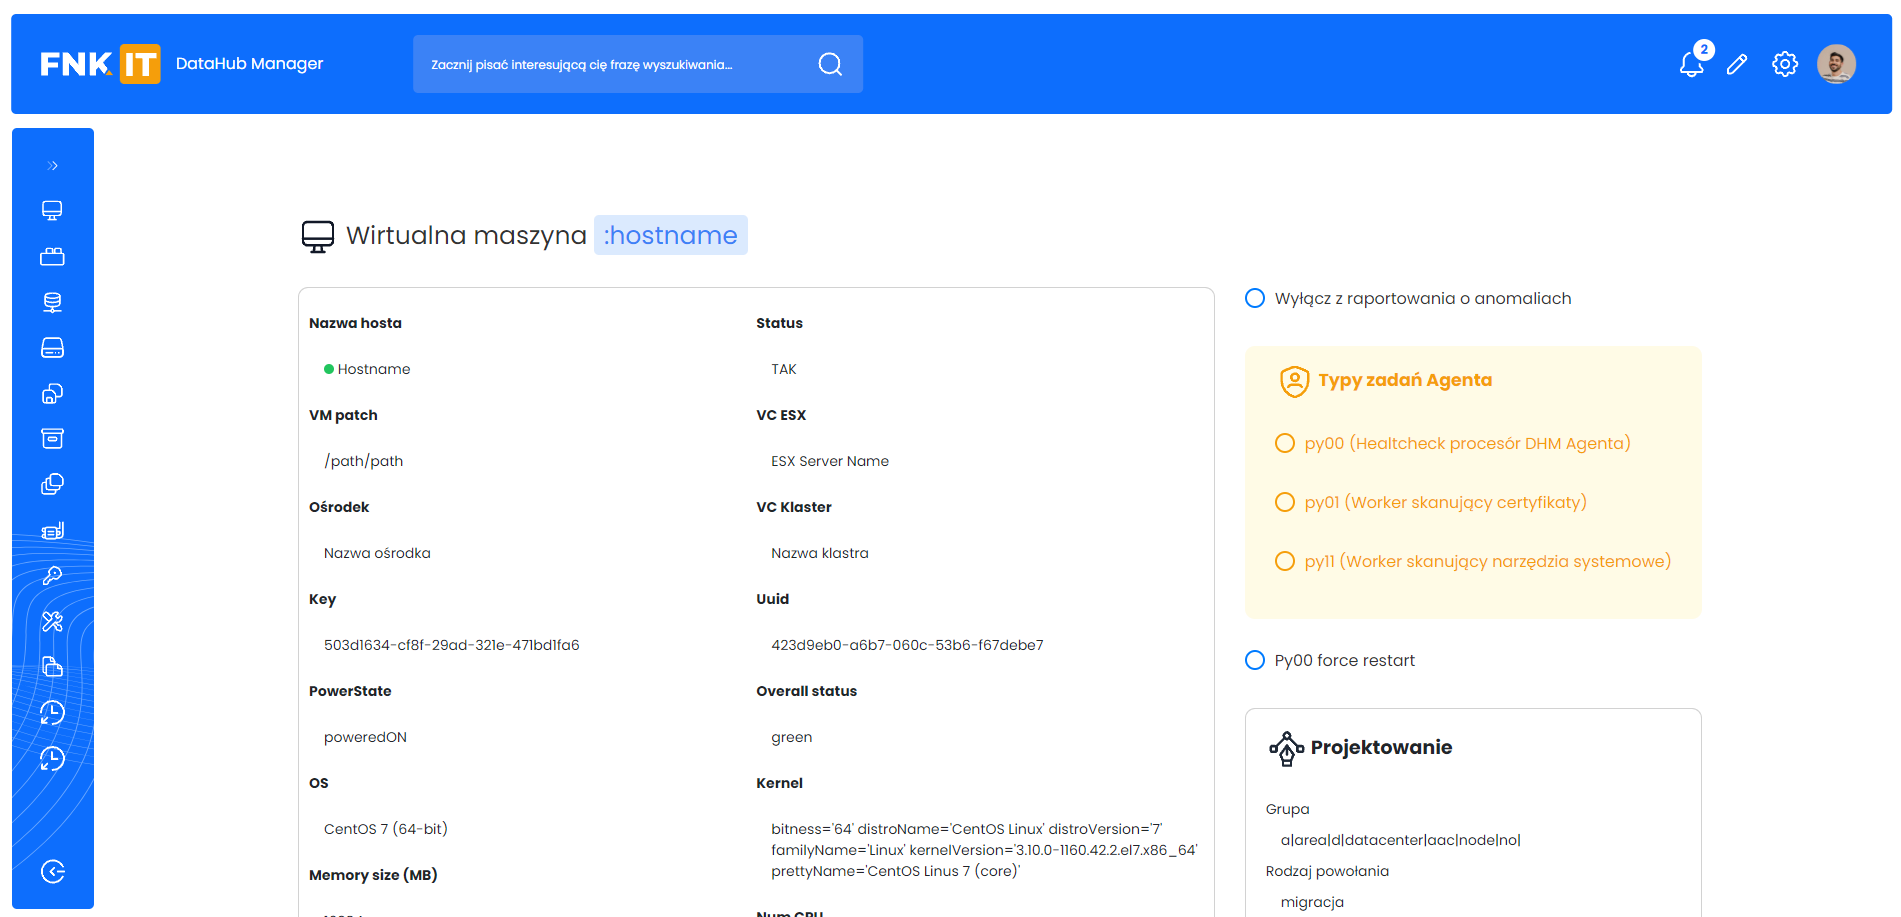 FNK IT DataHub Manager
Zacznij pisać interesującą cię frazę wyszukiwania...
2
Wirtualna maszyna :hostname
Nazwa hosta
Hostname
VM patch
/path/path
Ośrodek
Nazwa ośrodka
Key
503d1634-cf8f-29ad-321e-471bd1fa6
PowerState
poweredON
OS
CentOS 7 (64-bit)
Memory size (MB)
Status
TAK
VC ESX
ESX Server Name
VC Klaster
Nazwa klastra
Uuid
423d9eb0-a6b7-060c-53b6-f67debe7
Overall status
green
Kernel
bitness='64' distroName='CentOS Linux' distroVersion='7'
familyName='Linux' kernelVersion='3.10.0-1160.42.2.el7.x86_64'
prettyName='CentOS Linus 7 (core)'
Num CPU
Wyłącz z raportowania o anomaliach
Typy zadań Agenta
py00 (Healtcheck procesór DHM Agenta)
py01 (Worker skanujący certyfikaty)
py11 (Worker skanujący narzędzia systemowe)
Py00 force restart
Projektowanie
Grupa
a|area|d|datacenter|aac|node|no|
Rodzaj powołania
migracja